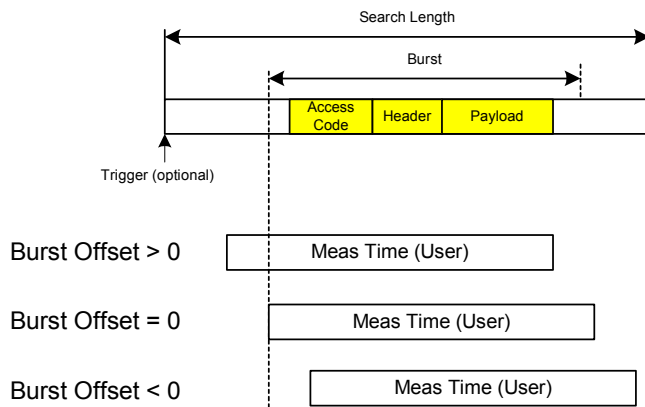 Search Length
Burst
Access
Code
Header
Payload
Trigger (optional)
Burst Offset > 0
Meas Time (User)
Burst Offset = 0
Meas Time (User)
Burst Offset < 0
Meas Time (User)